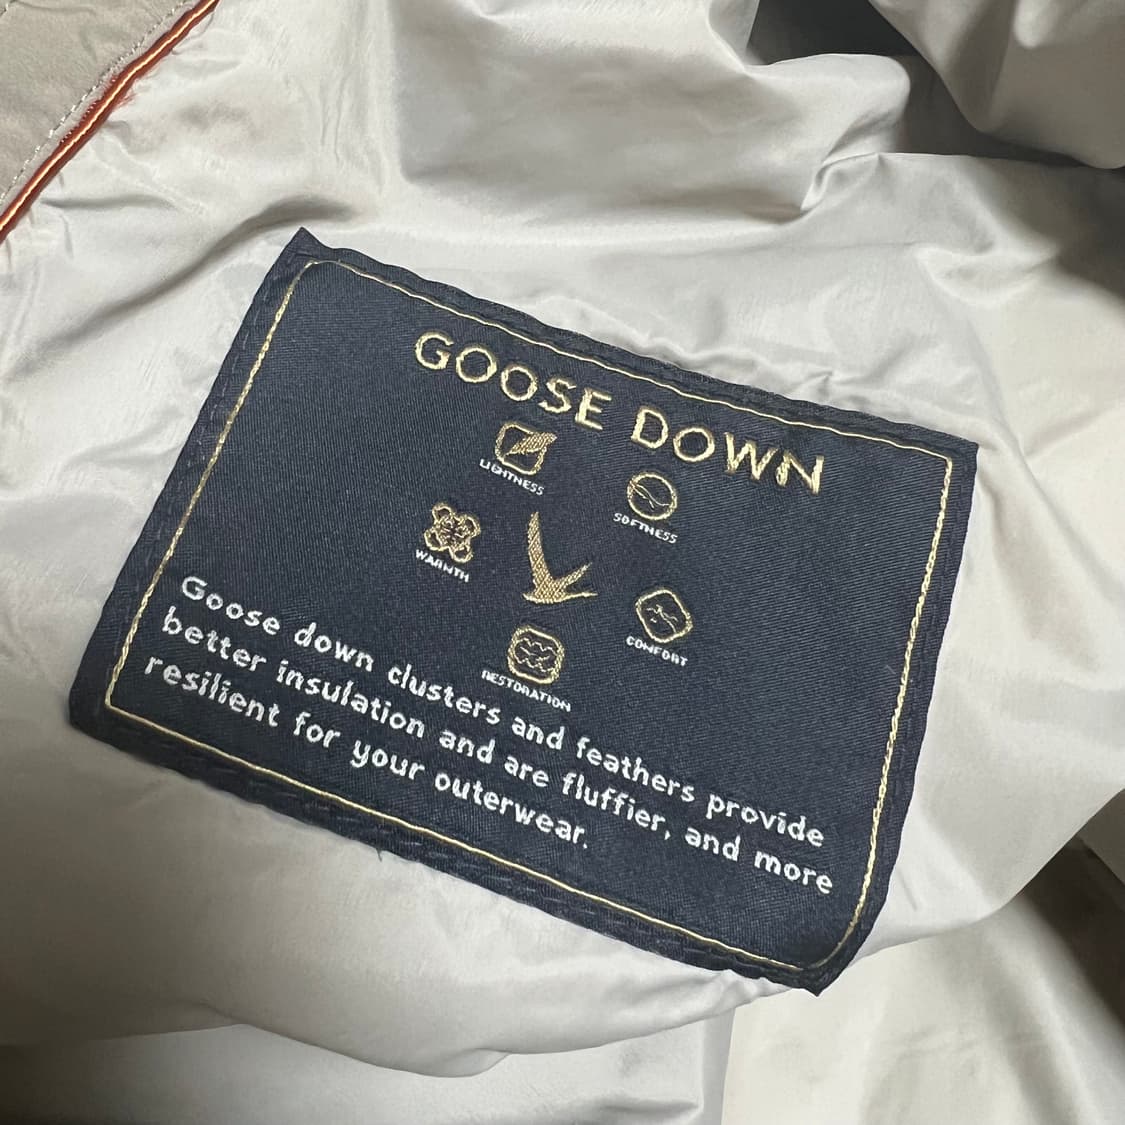 GOOSE DOWN
LIGHTNESS
SOFTNESS
WARMTH
COMFORT
RESTORATION
Goose down clusters and feathers provide
better insulation and are fluffier, and more
resilient for your outerwear.